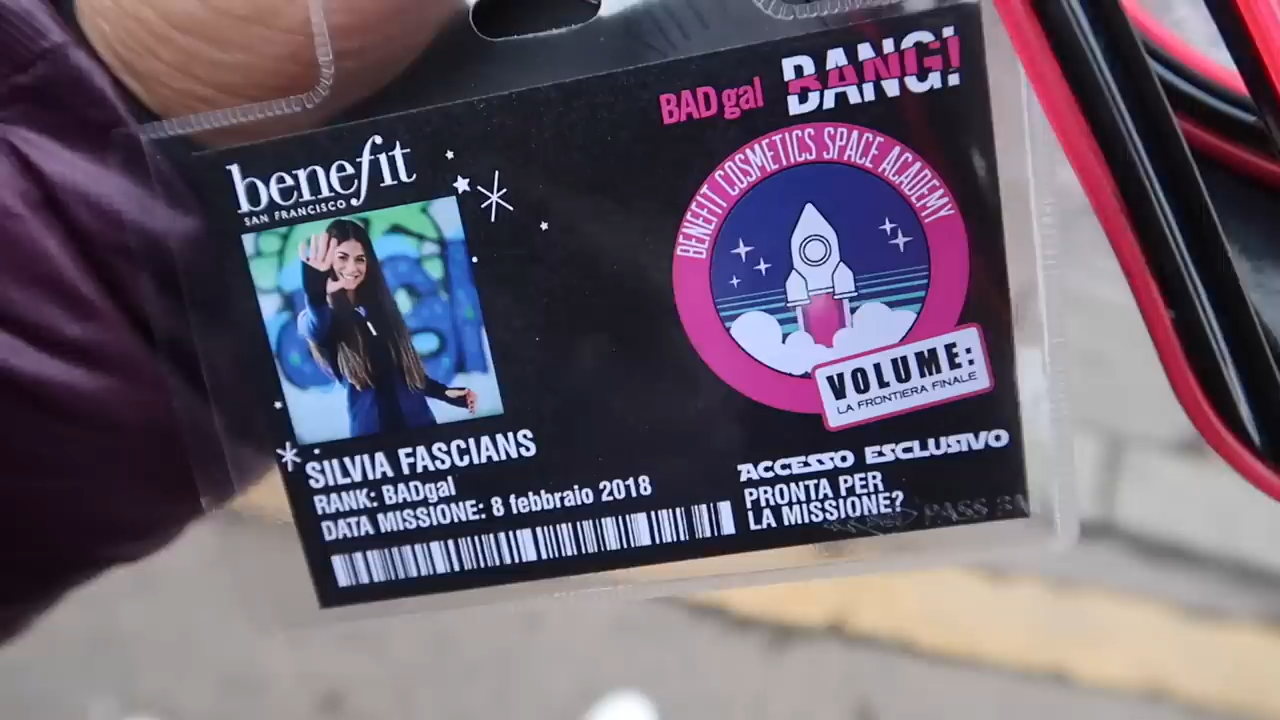 benefit
SAN FRANCISCO
BADgal BANG!
BENEFIT COSMETICS SPACE ACADEMY
VOLUME:
LA FRONTIERA FINALE
SILVIA FASCIANS
RANK: BADgal
DATA MISSIONE: 8 febbraio 2018
ACCESSO ESCLUSIVO
PRONTA PER
LA MISSIONE?